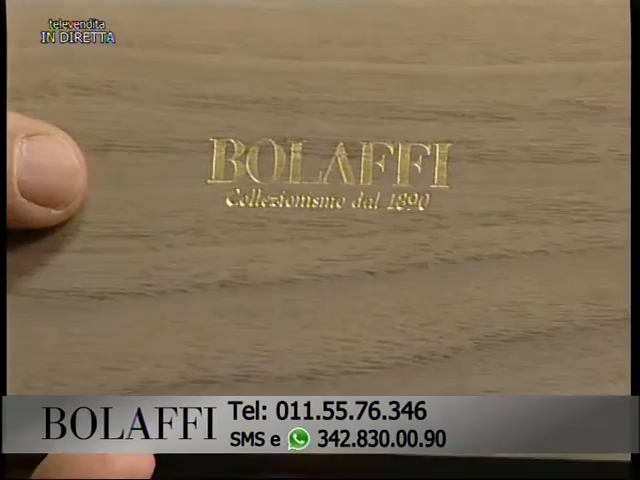 televendita
IN DIRETTA
BOLAFFI
Collezionismo dal 1890
BOLAFFI
Tel: 011.55.76.346
SMS e 342.830.00.90